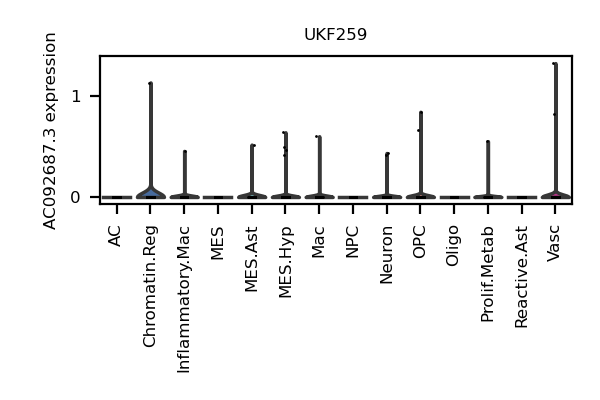 UKF259
AC092687.3 expression
1
0
AC
Chromatin.Reg
Inflammatory.Mac
MES
MES.Ast
MES.Hyp
Mac
NPC
Neuron
OPC
Oligo
Prolif.Metab
Reactive.Ast
Vasc